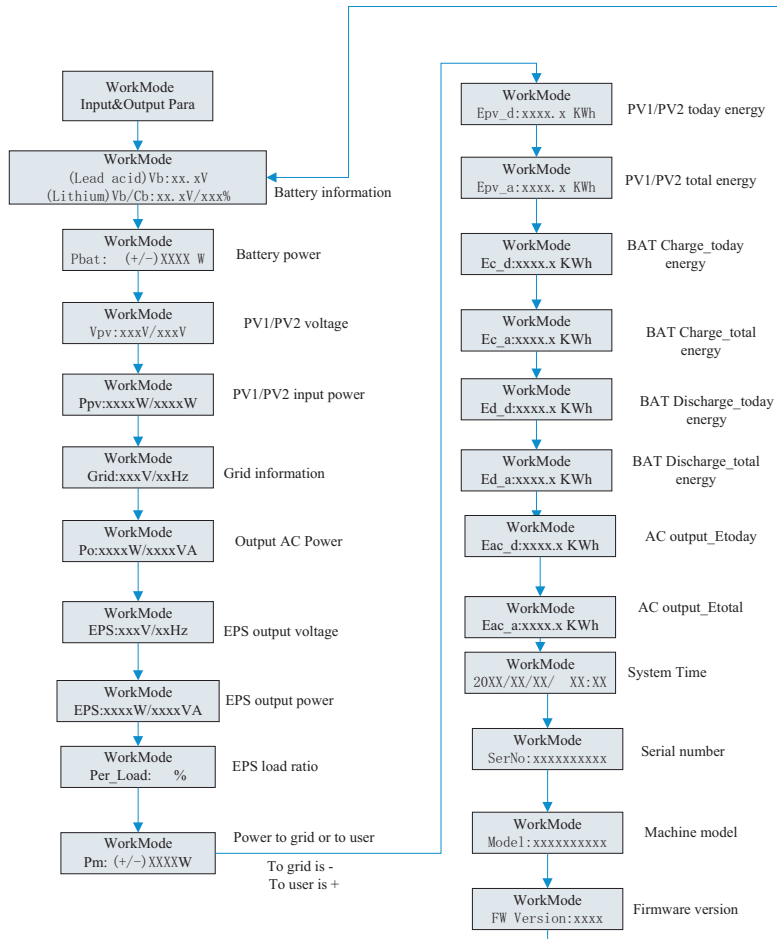 WorkMode
Input&Output Para
WorkMode
(Lead acid)Vb:xx.xV
(Lithium)Vb/Cb:xx.xV/xxx%
Battery information
WorkMode
Pbat: (+/-)XXXX W
Battery power
WorkMode
Vpv:xxxV/xxxV
PV1/PV2 voltage
WorkMode
Ppv:xxxxW/xxxxW
PV1/PV2 input power
WorkMode
Grid:xxxV/xxHz
Grid information
WorkMode
Po:xxxxW/xxxxVA
Output AC Power
WorkMode
EPS:xxxV/xxHz
EPS output voltage
WorkMode
EPS:xxxxW/xxxxVA
EPS output power
WorkMode
Per_Load: %
EPS load ratio
WorkMode
Pm: (+/-)XXXXW
Power to grid or to user
To grid is -
To user is +
WorkMode
Epv_d:xxxx.x KWh
PV1/PV2 today energy
WorkMode
Epv_a:xxxx.x KWh
PV1/PV2 total energy
WorkMode
Ec_d:xxxx.x KWh
BAT Charge_today
energy
WorkMode
Ec_a:xxxx.x KWh
BAT Charge_total
energy
WorkMode
Ed_d:xxxx.x KWh
BAT Discharge_today
energy
WorkMode
Ed_a:xxxx.x KWh
BAT Discharge_total
energy
WorkMode
Eac_d:xxxx.x KWh
AC output_Etoday
WorkMode
Eac_a:xxxx.x KWh
AC output_Etotal
WorkMode
20XX/XX/XX/ XX:XX
System Time
WorkMode
SerNo:xxxxxxxxxx
Serial number
WorkMode
Model:xxxxxxxxxx
Machine model
WorkMode
FW Version:xxxx
Firmware version